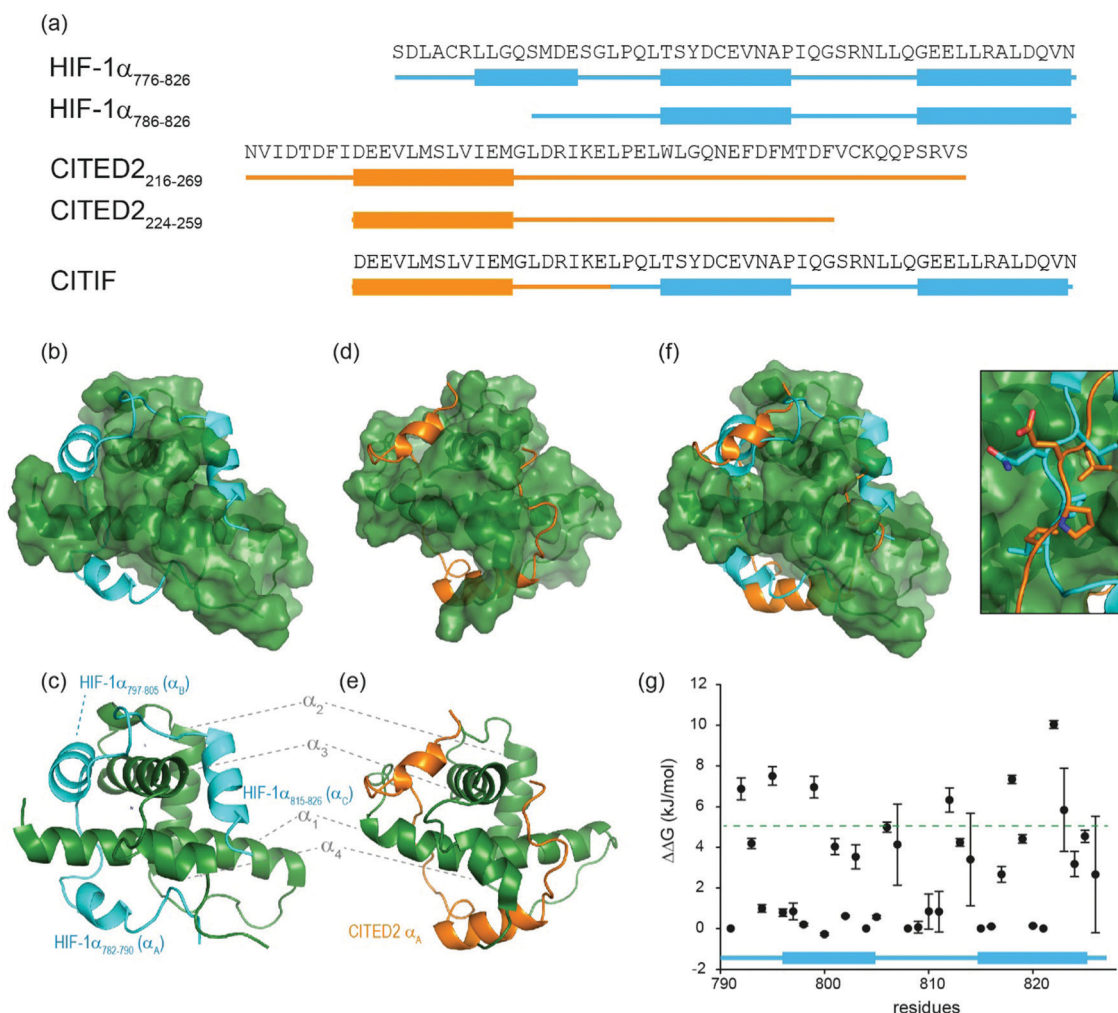 (a)
SDLACRLLGQSMDESGLPQLTSYDCEVNAPIQGSRNLLQGEELLRALDQVN
HIF-1α776-826
HIF-1α786-826
NVIDTDFIDEEVLMSLVIEMGLDRIKELPELWLGQNEFDFMTDFVCKQQPSRVS
CITED2216-269
CITED2224-259
DEEVLMSLVIEMGLDRIKELPQLTSYDCEVNAPIQGSRNLLQGEELLRALDQVN
CITIF
(b)
(d)
(f)
(c)
HIF-1α797-805 (αB)
α2
α3
HIF-1α815-826 (αC)
α1
α4
HIF-1α782-790 (αA)
(e)
CITED2 αA
(g)
ΔΔG (kJ/mol)
12
10
8
6
4
2
0
-2
790
800
810
820
residues